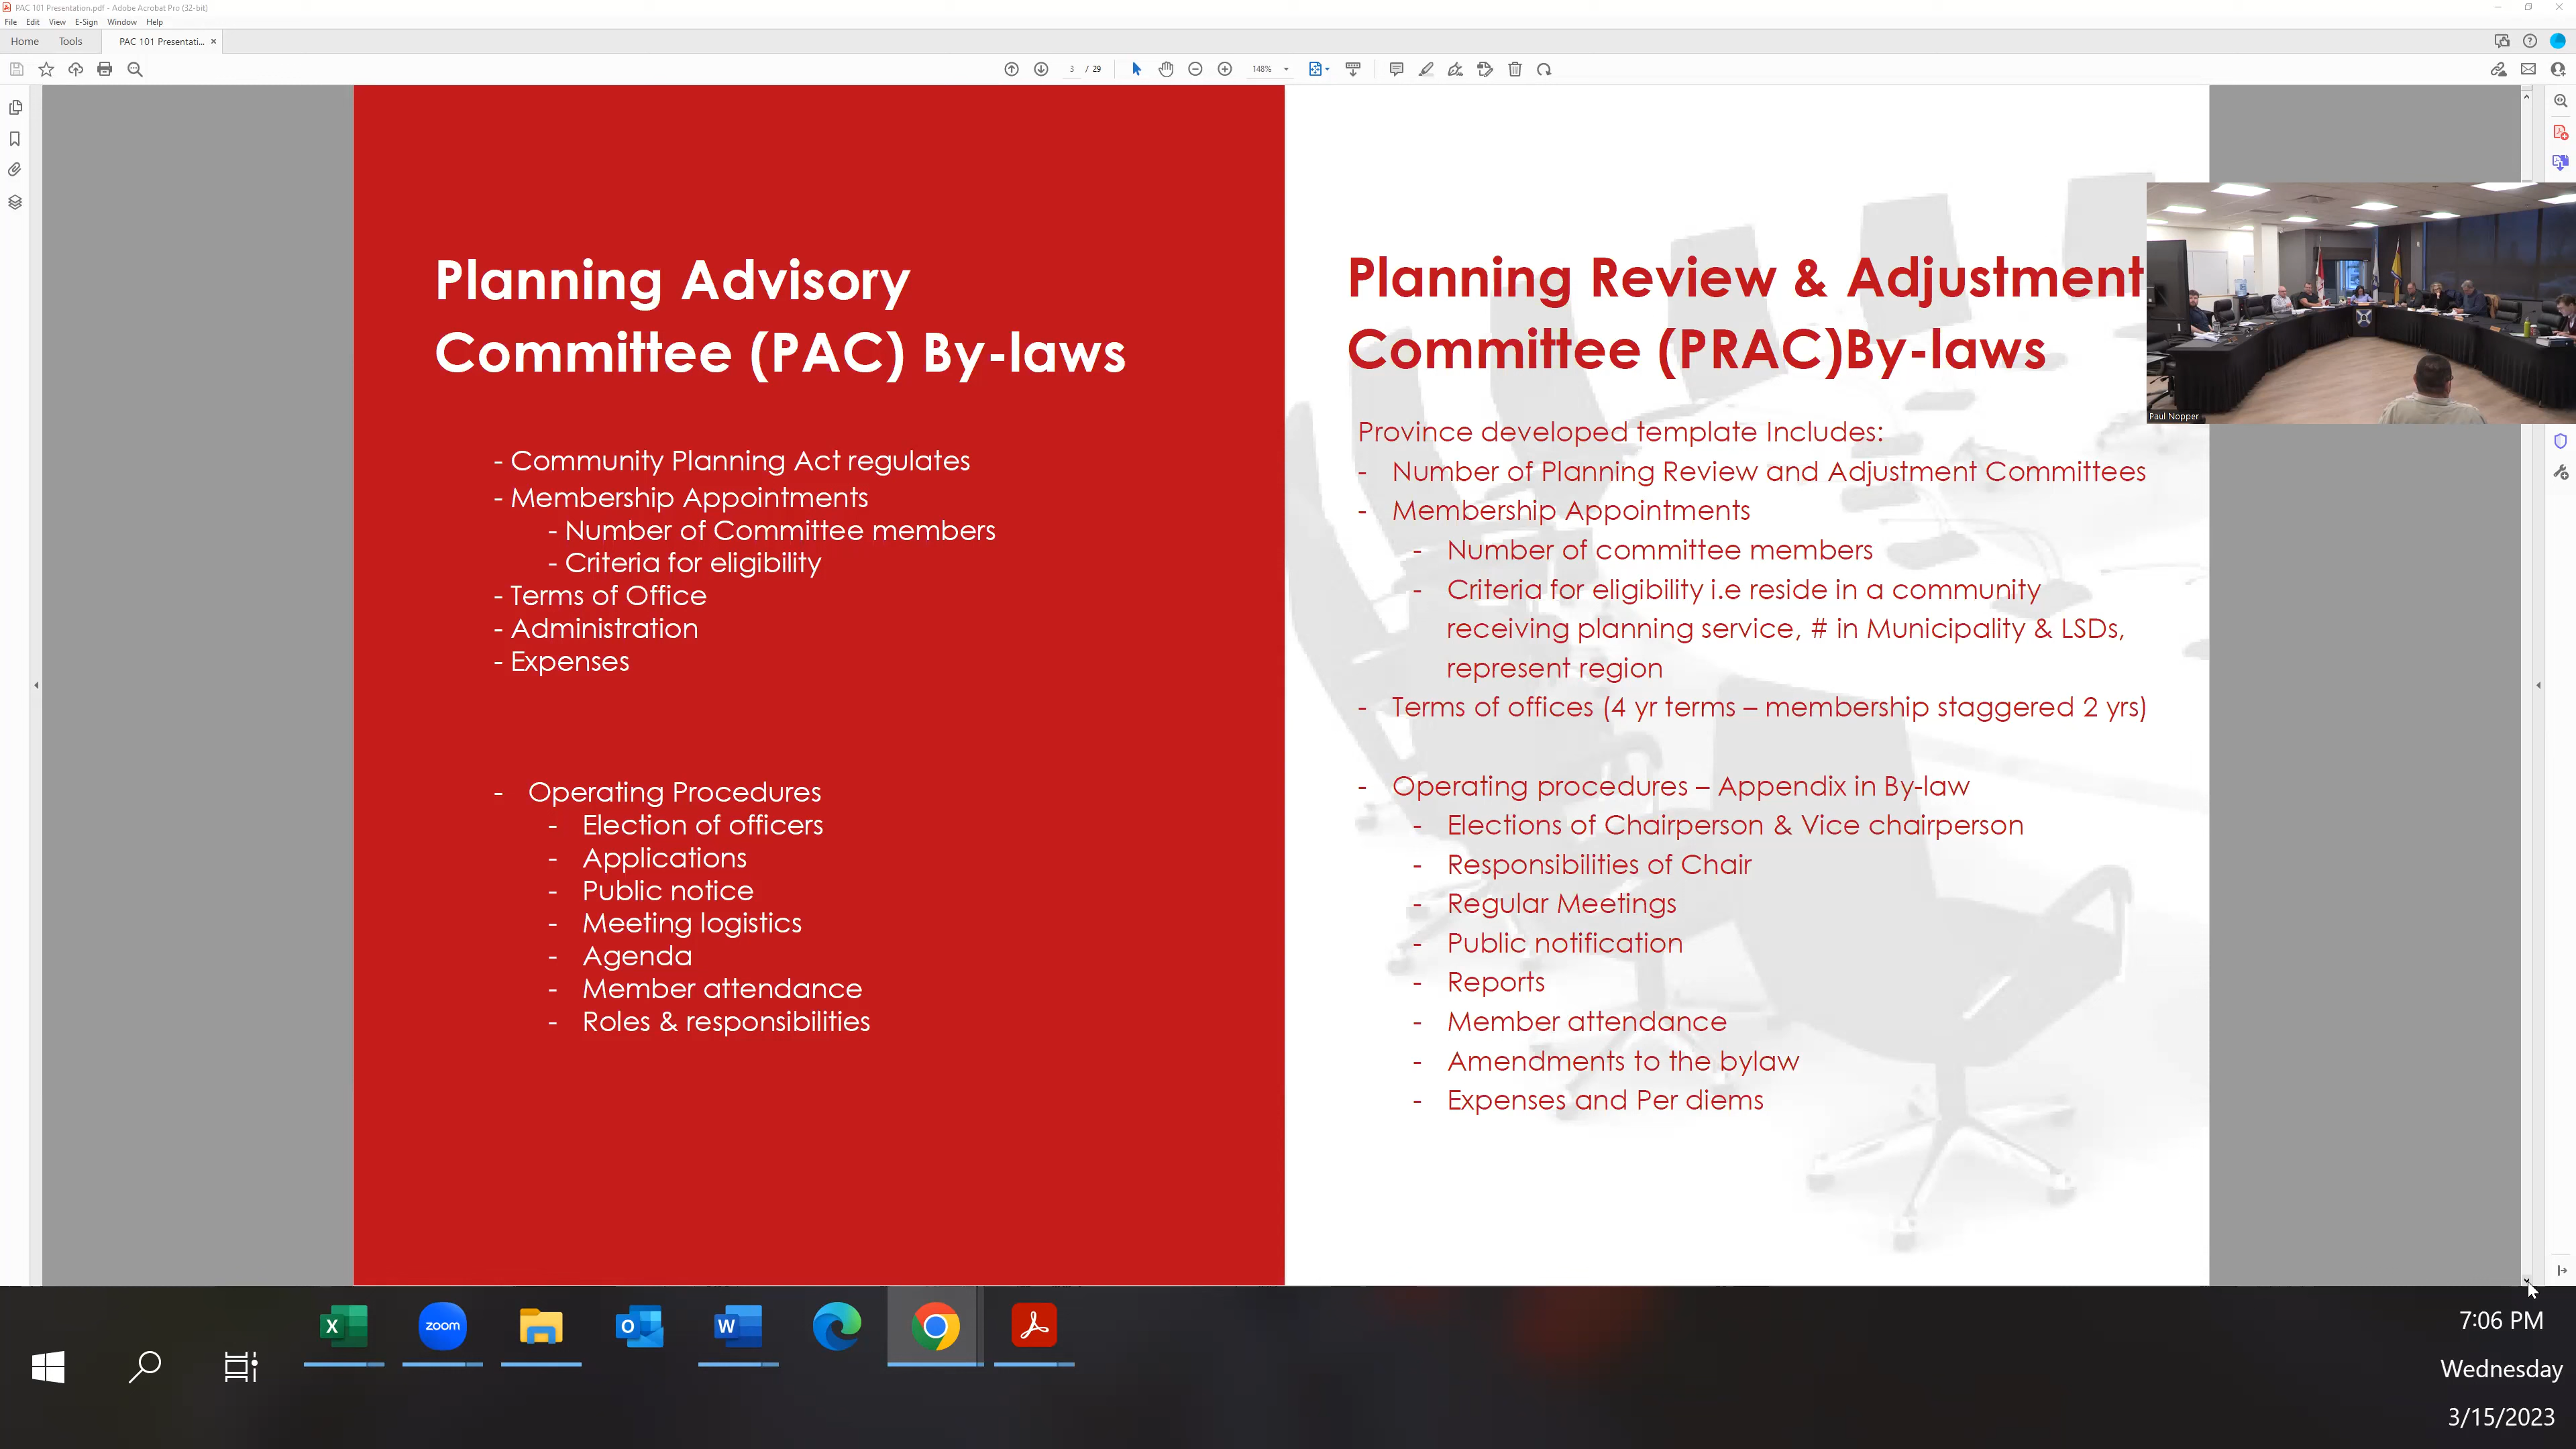 PAC 101 Presentation.pdf - Adobe Acrobat Pro (32-bit)
File Edit View E-Sign Window Help
Home Tools PAC 101 Presentati... ×
3 / 29 148%
Planning Advisory
Committee (PAC) By-laws
- Community Planning Act regulates
- Membership Appointments
- Number of Committee members
- Criteria for eligibility
- Terms of Office
- Administration
- Expenses
- Operating Procedures
- Election of officers
- Applications
- Public notice
- Meeting logistics
- Agenda
- Member attendance
- Roles & responsibilities
Planning Review & Adjustment
Committee (PRAC)By-laws
Province developed template Includes:
- Number of Planning Review and Adjustment Committees
- Membership Appointments
- Number of committee members
- Criteria for eligibility i.e reside in a community
receiving planning service, # in Municipality & LSDs,
represent region
- Terms of offices (4 yr terms – membership staggered 2 yrs)
- Operating procedures – Appendix in By-law
- Elections of Chairperson & Vice chairperson
- Responsibilities of Chair
- Regular Meetings
- Public notification
- Reports
- Member attendance
- Amendments to the bylaw
- Expenses and Per diems
Paul Nopper
zoom
7:06 PM
Wednesday
3/15/2023